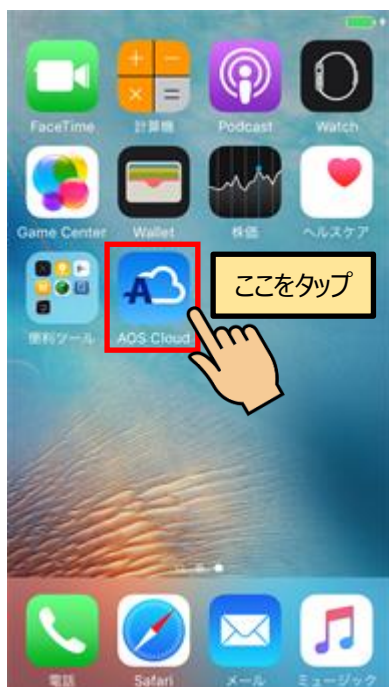 FaceTime 計算機 Podcast Watch
Game Center Wallet 株価 ヘルスケア
便利ツール AOS Cloud
ここをタップ
電話 Safari メール ミュージック